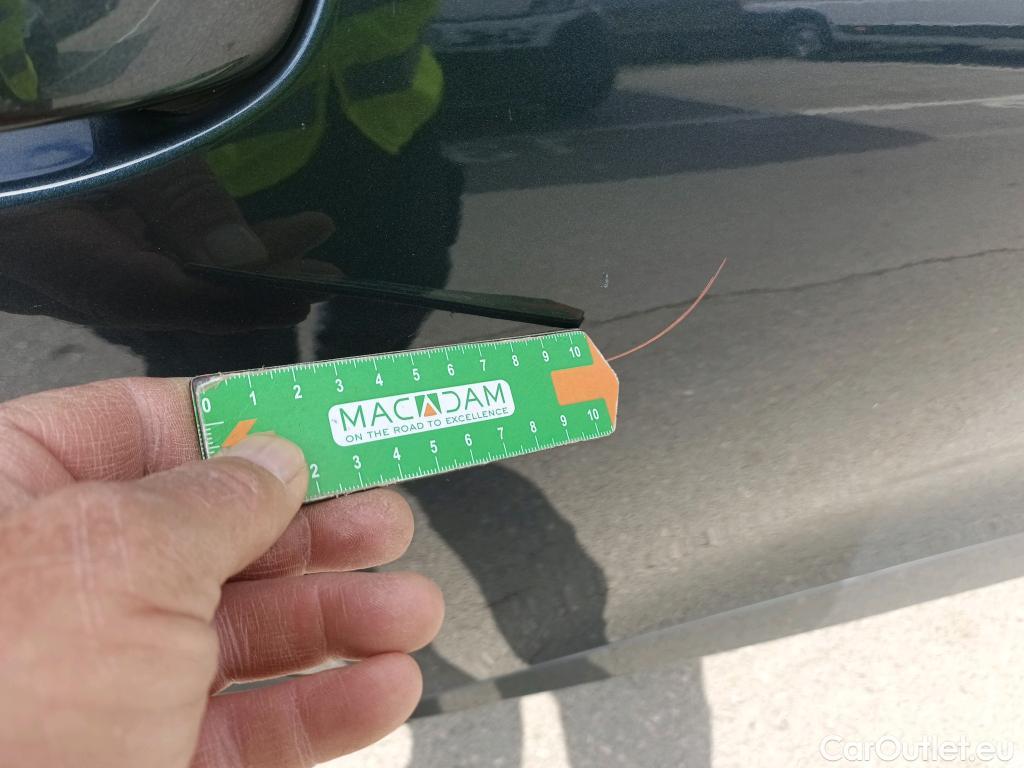 0 1 2 3 4 5 6 7 8 9 10
MACADAM
ON THE ROAD TO EXCELLENCE
2 3 4 5 6 7 8 9 10
CarOutlet.eu